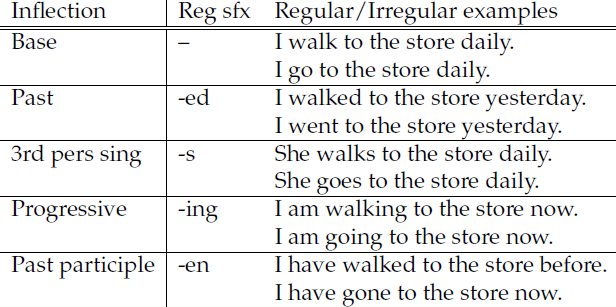 Inflection Reg sfx Regular/Irregular examples
Base – I walk to the store daily.
I go to the store daily.
Past -ed I walked to the store yesterday.
I went to the store yesterday.
3rd pers sing -s She walks to the store daily.
She goes to the store daily.
Progressive -ing I am walking to the store now.
I am going to the store now.
Past participle -en I have walked to the store before.
I have gone to the store now.